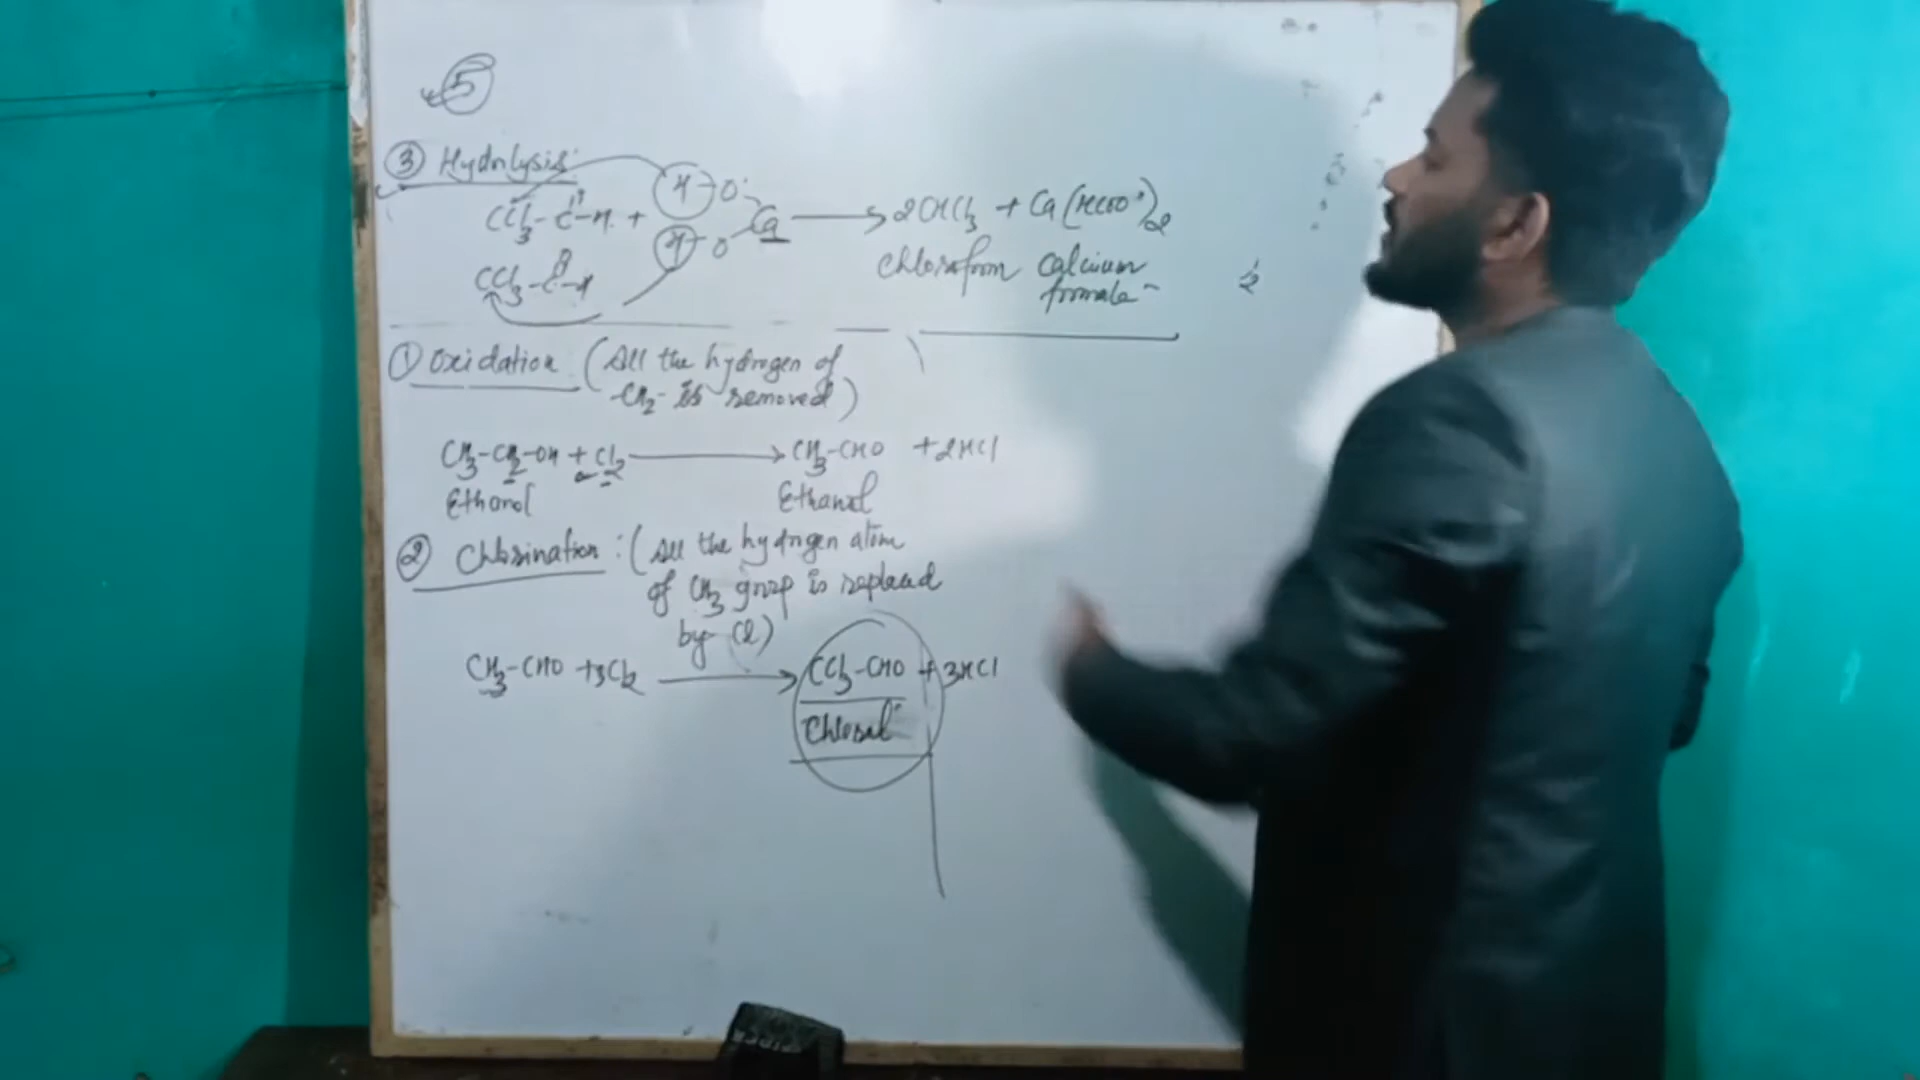 5
③ Hydrolysis:
CCl3-C-H + H-O
O
Ca → 2CHCl3 + Ca(HCOO)2
CCl3-C-H H-O
O
Chloroform Calcium
formate
① Oxidation (All the hydrogen of
-CH2- is removed)
CH3-CH2-OH + Cl2 → CH3-CHO + 2HCl
Ethanol Ethanal
② Chlorination : (All the hydrogen atom
of CH3 group is replaced
by Cl)
CH3-CHO + 3Cl2 → CCl3-CHO + 3HCl
Chloral